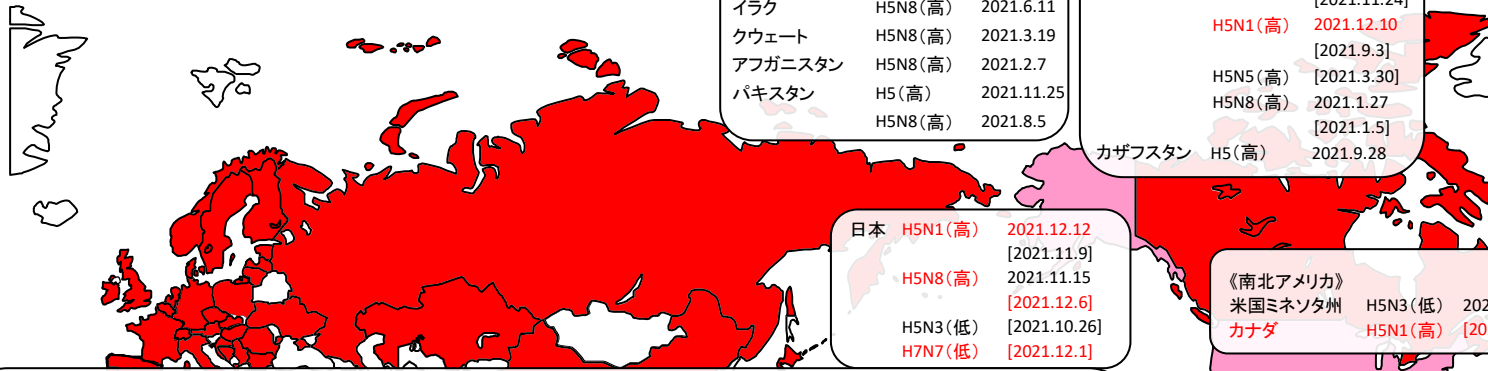 イラク H5N8(高) 2021.6.11
クウェート H5N8(高) 2021.3.19
アフガニスタン H5N8(高) 2021.2.7
パキスタン H5(高) 2021.11.25
H5N8(高) 2021.8.5
[2021.11.24]
H5N1(高) 2021.12.10
[2021.9.3]
H5N5(高) [2021.3.30]
H5N8(高) 2021.1.27
[2021.1.5]
カザフスタン H5(高) 2021.9.28
日本 H5N1(高) 2021.12.12
[2021.11.9]
H5N8(高) 2021.11.15
[2021.12.6]
H5N3(低) [2021.10.26]
H7N7(低) [2021.12.1]
《南北アメリカ》
米国ミネソタ州 H5N3(低) 202
カナダ H5N1(高) [20